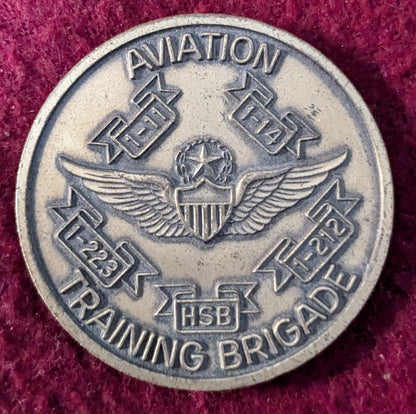 AVIATION
1-11
1-14
1-223
1-212
HSB
TRAINING BRIGADE